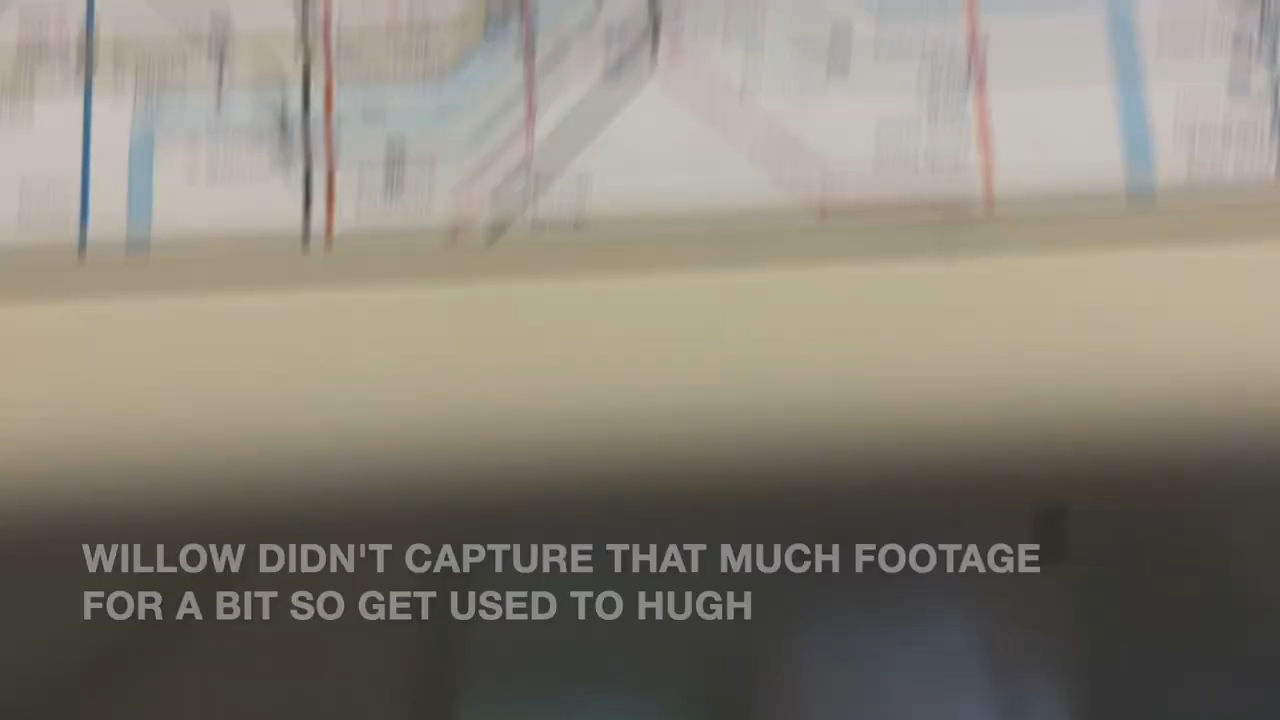 WILLOW DIDN'T CAPTURE THAT MUCH FOOTAGE
FOR A BIT SO GET USED TO HUGH